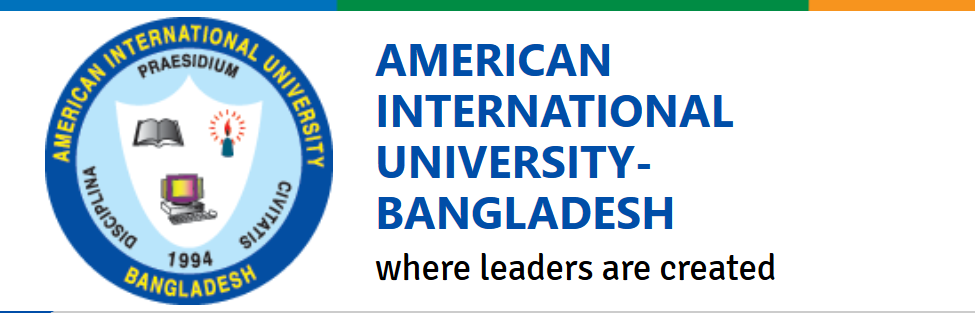 AMERICAN INTERNATIONAL UNIVERSITY
PRAESIDIUM
DISCIPLINA
CIVITATIS
1994
BANGLADESH
AMERICAN
INTERNATIONAL
UNIVERSITY-
BANGLADESH
where leaders are created